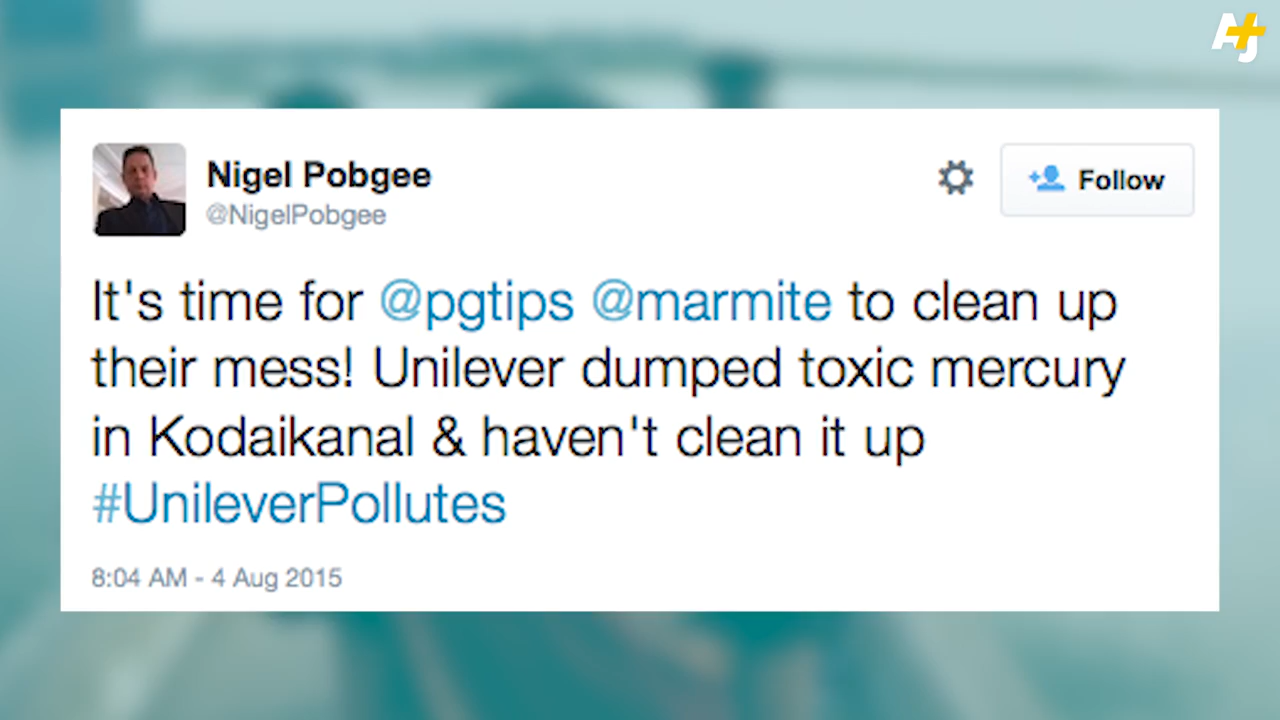 AJ+
Nigel Pobgee
@NigelPobgee
Follow
It's time for @pgtips @marmite to clean up
their mess! Unilever dumped toxic mercury
in Kodaikanal & haven't clean it up
#UnileverPollutes
8:04 AM - 4 Aug 2015